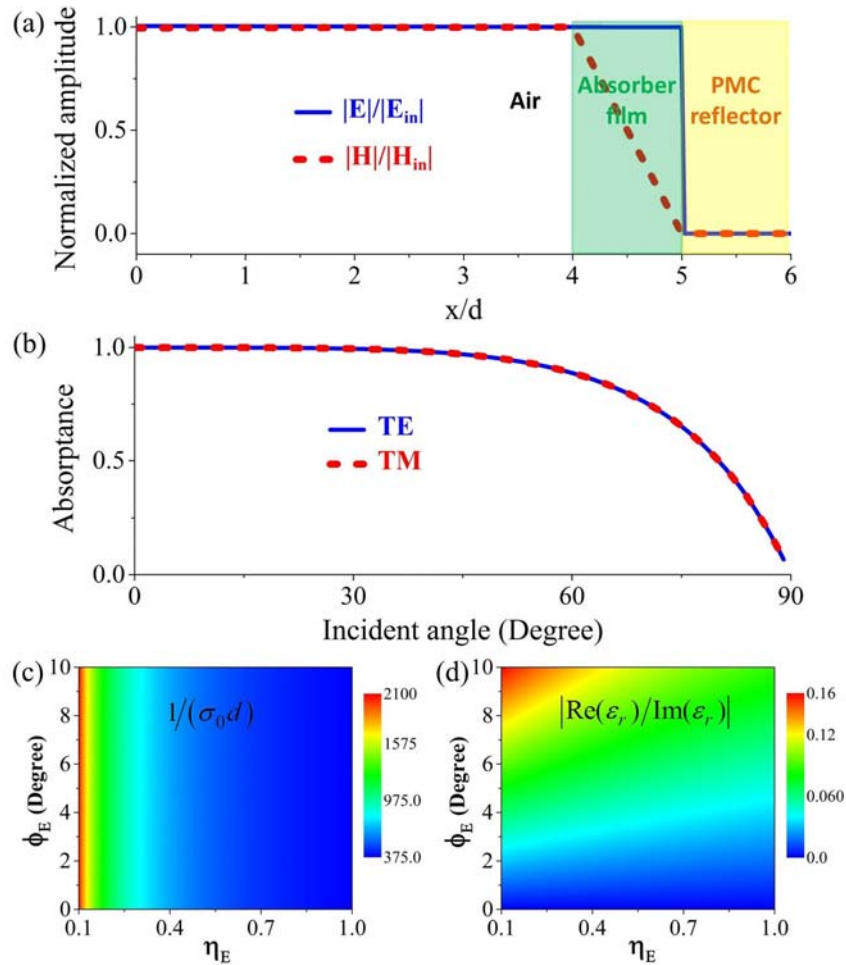 (a)
Normalized amplitude
1.0
0.5
0.0
|E|/|E_in|
|H|/|H_in|
Air
Absorber
film
PMC
reflector
0 1 2 3 4 5 6
x/d
(b)
Absorptance
1.0
0.5
0.0
TE
TM
0 30 60 90
Incident angle (Degree)
(c)
ϕ_E (Degree)
10
8
6
4
2
0
1/(σ_0d)
2100
1575
975.0
375.0
0.1 0.4 0.7 1.0
η_E
(d)
ϕ_E (Degree)
10
8
6
4
2
0
|Re(ε_r)/Im(ε_r)|
0.16
0.12
0.060
0.0
0.1 0.4 0.7 1.0
η_E